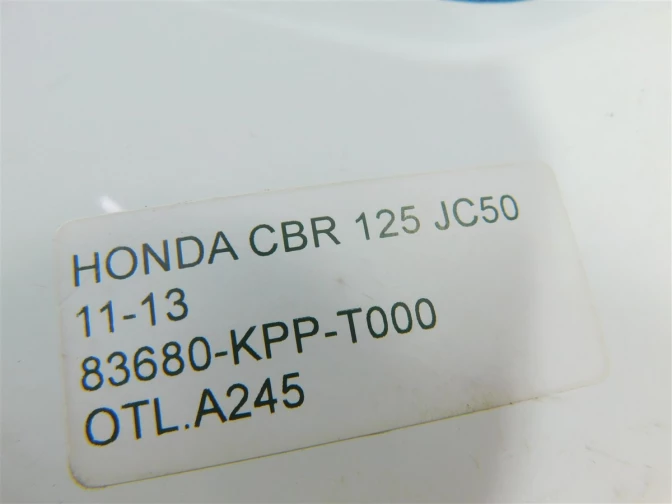 HONDA CBR 125 JC50
11-13
83680-KPP-T000
OTL.A245